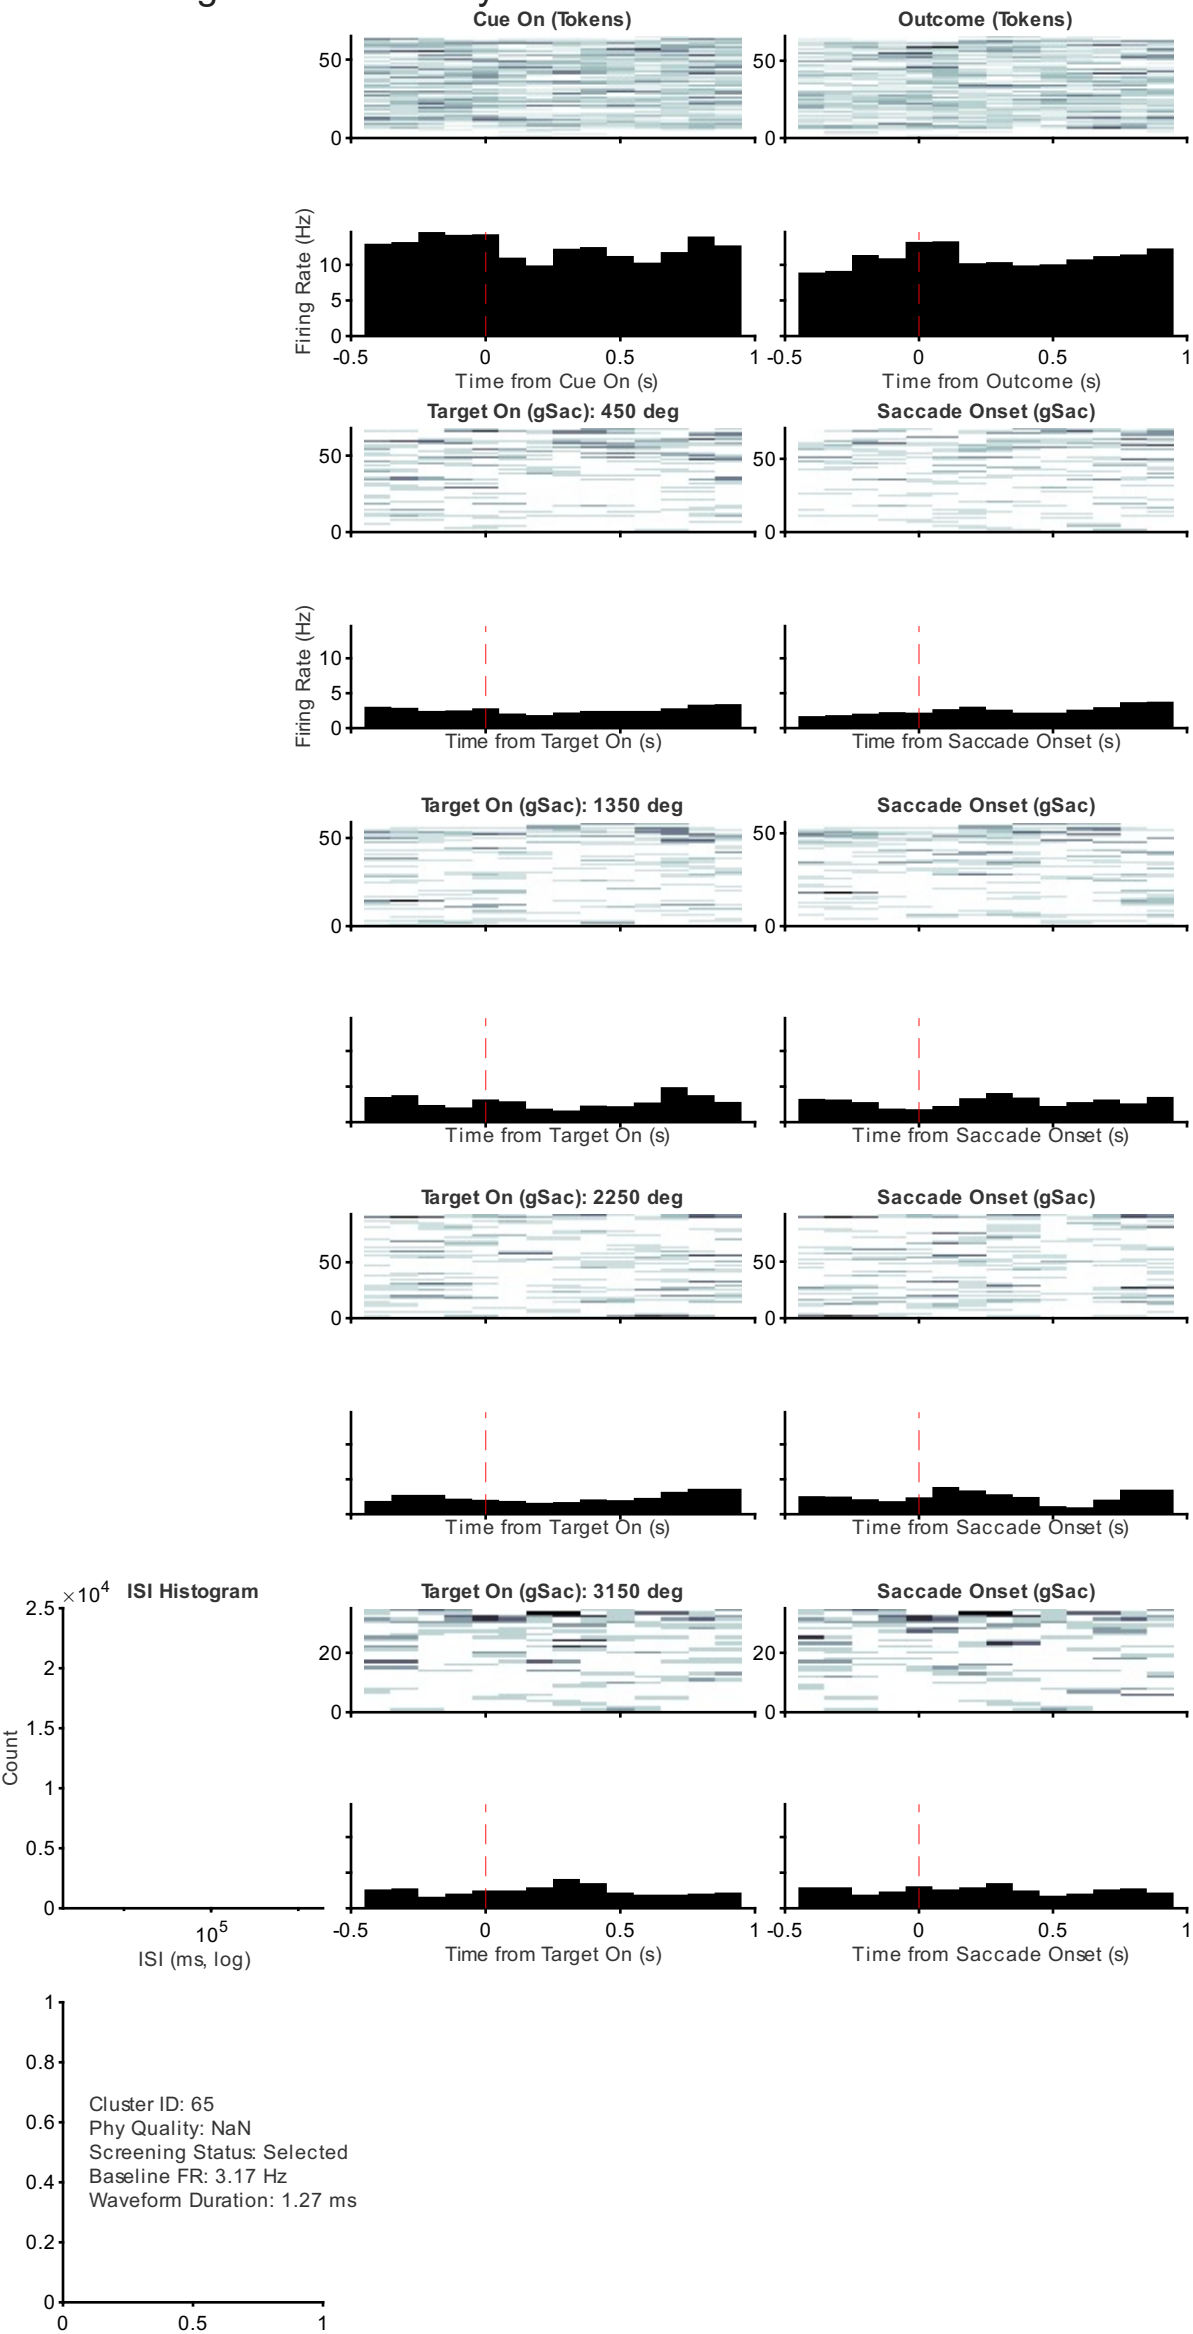 Cue On (Tokens)
Outcome (Tokens)
50
0
50
0
Firing Rate (Hz)
10
5
0
-0.5
0
0.5
1
-0.5
0
0.5
1
Time from Cue On (s)
Time from Outcome (s)
Target On (gSac): 450 deg
Saccade Onset (gSac)
50
0
50
0
Firing Rate (Hz)
10
5
0
Time from Target On (s)
Time from Saccade Onset (s)
Target On (gSac): 1350 deg
Saccade Onset (gSac)
50
0
50
0
Time from Target On (s)
Time from Saccade Onset (s)
Target On (gSac): 2250 deg
Saccade Onset (gSac)
50
0
50
0
Time from Target On (s)
Time from Saccade Onset (s)
×10⁴
ISI Histogram
2.5
2
1.5
1
0.5
0
Count
10⁵
ISI (ms, log)
Target On (gSac): 3150 deg
Saccade Onset (gSac)
20
0
20
0
-0.5
0
0.5
1
-0.5
0
0.5
1
Time from Target On (s)
Time from Saccade Onset (s)
1
0.8
0.6
0.4
0.2
0
0
0.5
1
Cluster ID: 65
Phy Quality: NaN
Screening Status: Selected
Baseline FR: 3.17 Hz
Waveform Duration: 1.27 ms